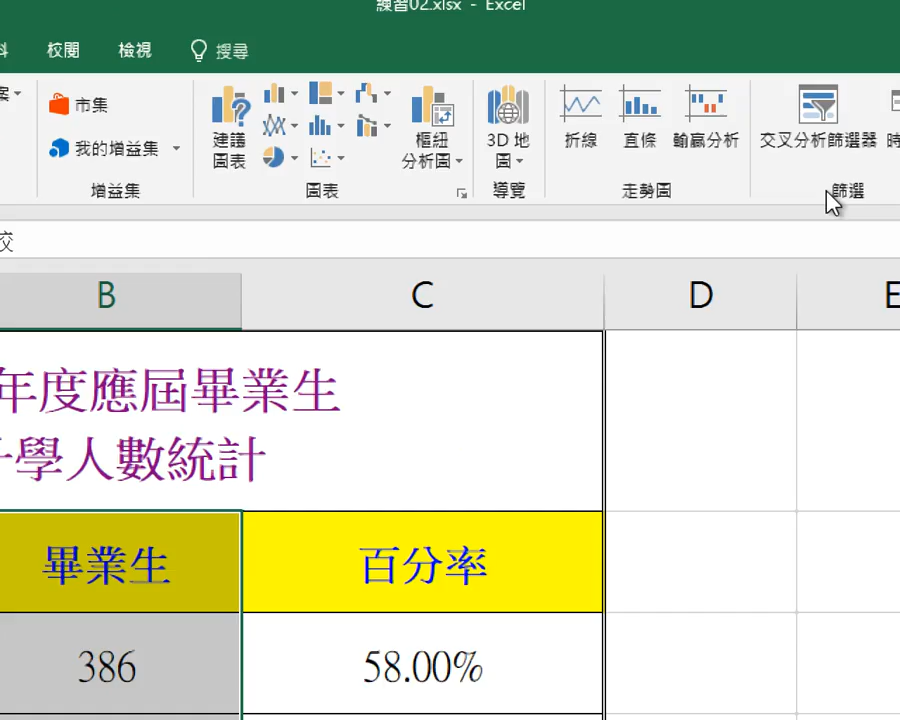 練習02.xlsx - Excel
校閱 檢視 搜尋
市集
我的增益集
增益集
建議
圖表
圖表
樞紐
分析圖
3D 地
圖
導覽
折線
直條
輸贏分析
走勢圖
交叉分析篩選器
篩選
B C D E
年度應屆畢業生
學人數統計
畢業生 百分率
386 58.00%